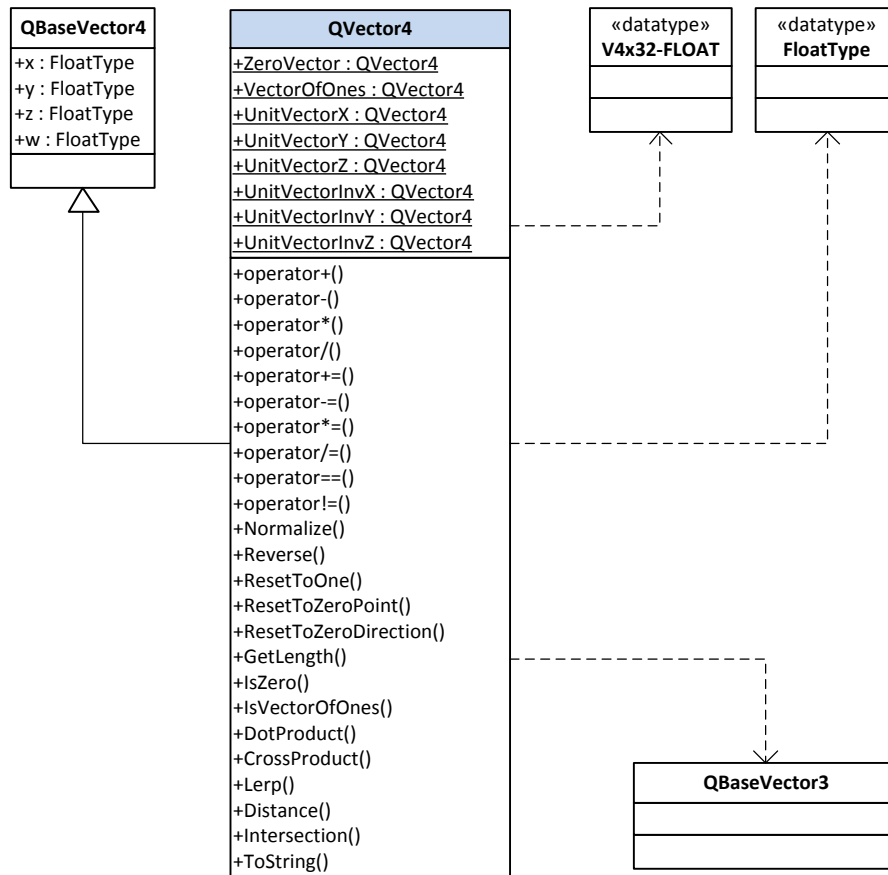 QBaseVector4
+x : FloatType
+y : FloatType
+z : FloatType
+w : FloatType
QVector4
+ZeroVector : QVector4
+VectorOfOnes : QVector4
+UnitVectorX : QVector4
+UnitVectorY : QVector4
+UnitVectorZ : QVector4
+UnitVectorInvX : QVector4
+UnitVectorInvY : QVector4
+UnitVectorInvZ : QVector4
+operator+()
+operator-()
+operator*()
+operator/()
+operator+=()
+operator-=()
+operator*=()
+operator/=()
+operator==()
+operator!=()
+Normalize()
+Reverse()
+ResetToOne()
+ResetToZeroPoint()
+ResetToZeroDirection()
+GetLength()
+IsZero()
+IsVectorOfOnes()
+DotProduct()
+CrossProduct()
+Lerp()
+Distance()
+Intersection()
+ToString()
«datatype»
V4x32-FLOAT
«datatype»
FloatType
QBaseVector3